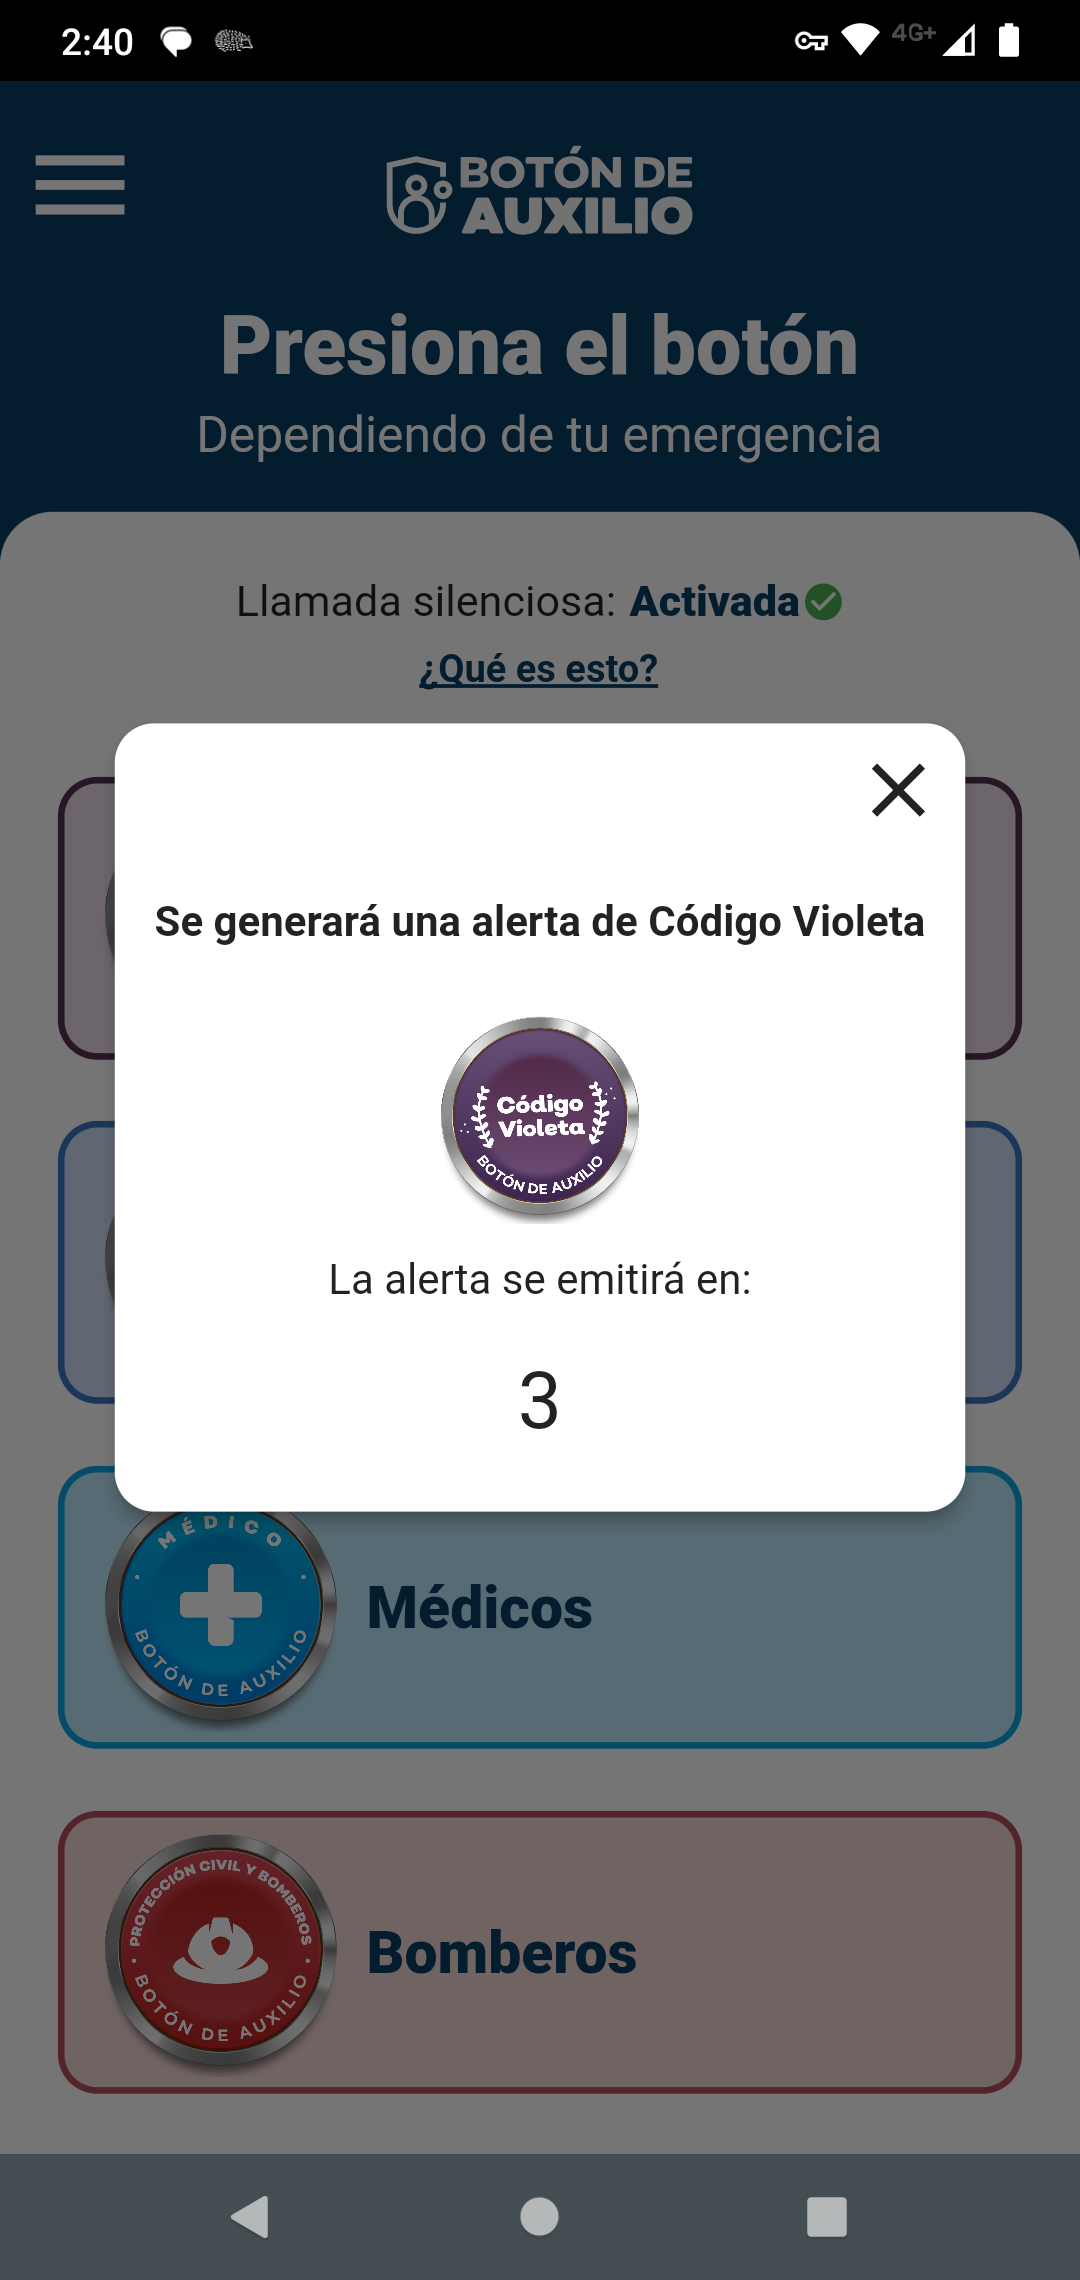 2:40
4G+
BOTÓN DE
AUXILIO
Presiona el botón
Dependiendo de tu emergencia
Llamada silenciosa: Activada
¿Qué es esto?
Se generará una alerta de Código Violeta
Código
Violeta
BOTÓN DE AUXILIO
La alerta se emitirá en:
3
MÉDICO
BOTÓN DE AUXILIO
Médicos
PROTECCIÓN CIVIL Y BOMBEROS
BOTÓN DE AUXILIO
Bomberos